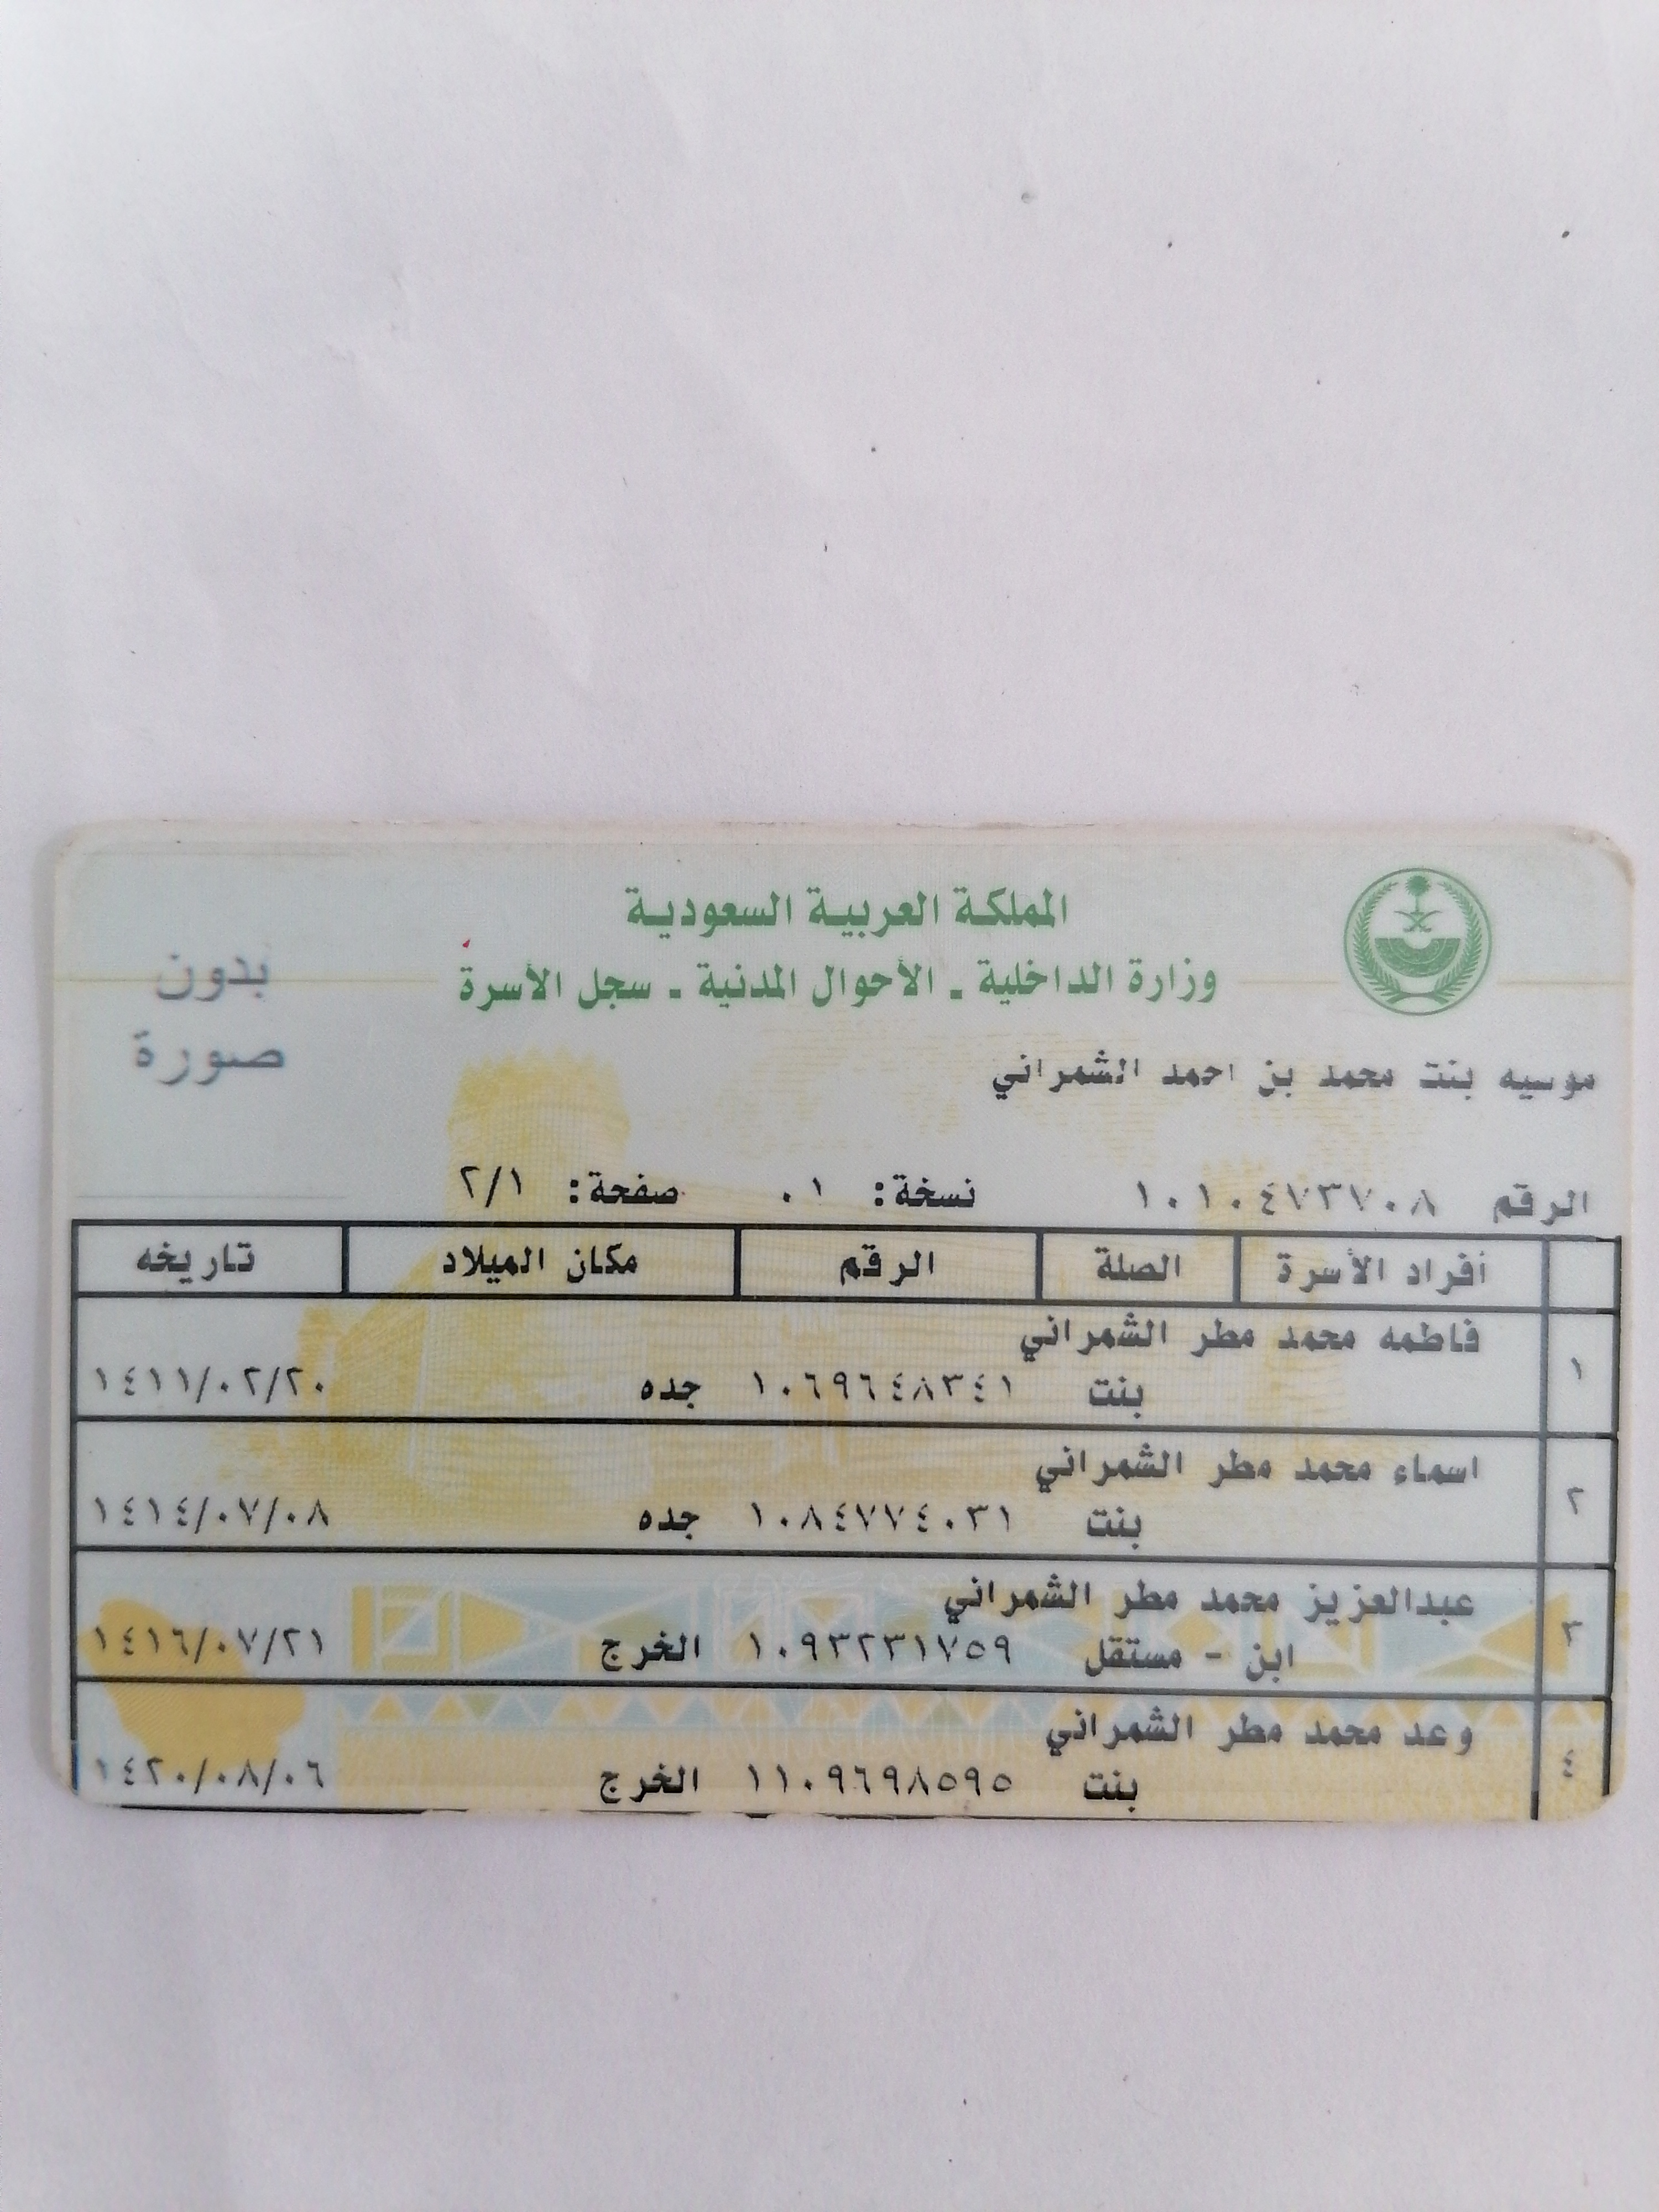 المملكة العربية السعودية
وزارة الداخلية ـ الأحوال المدنية ـ سجل الأسرة
بدون
صورة
موسيه بنت محمد بن احمد الشمراني
الرقم ١٠١٠٤٧٣٧٠٨ نسخة: ٠١ صفحة: ٢/١
أفراد الأسرة الصلة الرقم مكان الميلاد تاريخه
١ فاطمه محمد مطر الشمراني
بنت ١٠٦٩٦٤٨٣٤١ جده ١٤١١/٠٢/٢٠
٢ اسماء محمد مطر الشمراني
بنت ١٠٨٤٧٧٤٠٣١ جده ١٤١٤/٠٧/٠٨
٣ عبدالعزيز محمد مطر الشمراني
ابن - مستقل ١٠٩٣٢٣١٧٥٩ الخرج ١٤١٦/٠٧/٢١
٤ وعد محمد مطر الشمراني
بنت ١١٠٩٦٩٨٥٩٥ الخرج ١٤٢٠/٠٨/٠٦